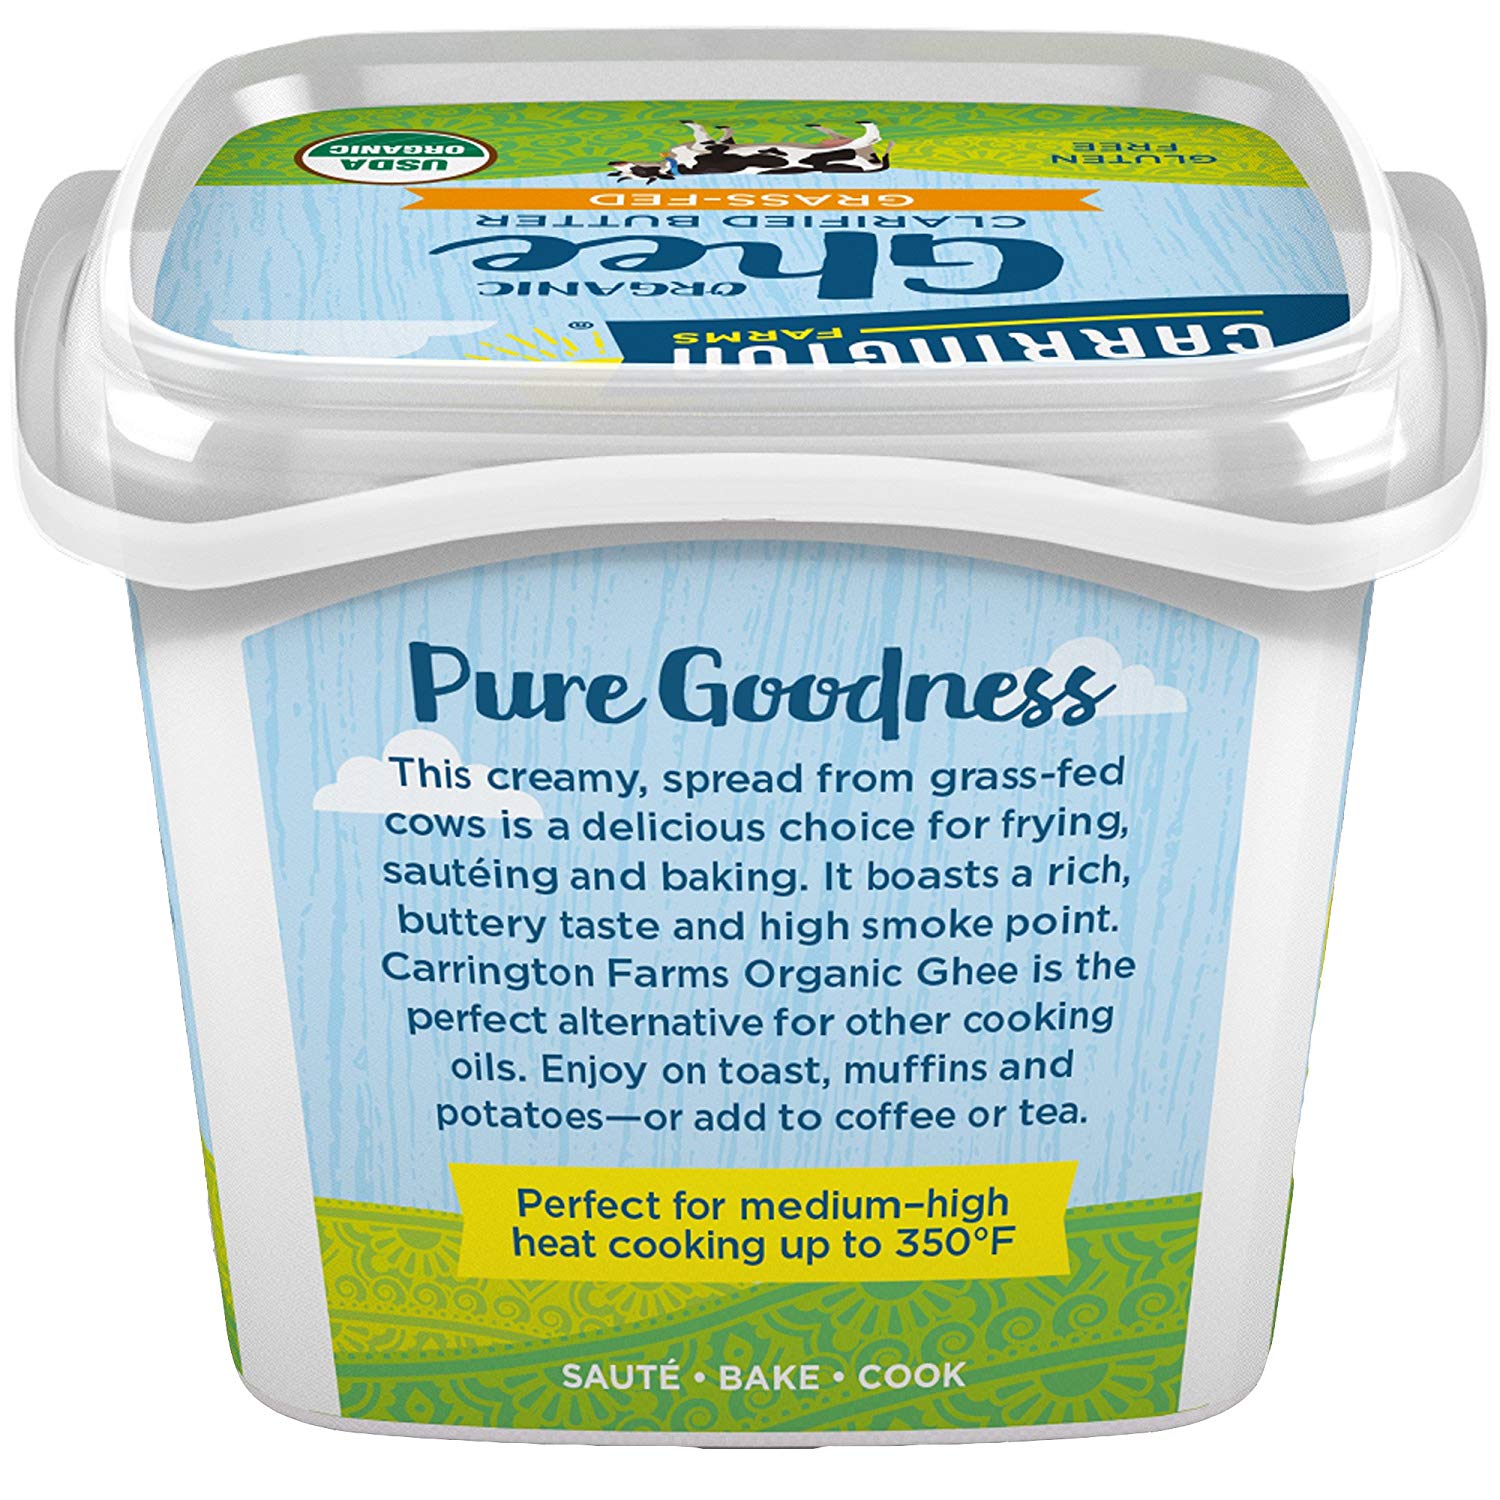 USDA
ORGANIC
GLUTEN
FREE
GRASS-FED
CLARIFIED BUTTER
Ghee
ORGANIC
FARMS
CARRINGTON
®
Pure Goodness
This creamy, spread from grass-fed
cows is a delicious choice for frying,
sautéing and baking. It boasts a rich,
buttery taste and high smoke point.
Carrington Farms Organic Ghee is the
perfect alternative for other cooking
oils. Enjoy on toast, muffins and
potatoes—or add to coffee or tea.
Perfect for medium–high
heat cooking up to 350°F
SAUTÉ • BAKE • COOK